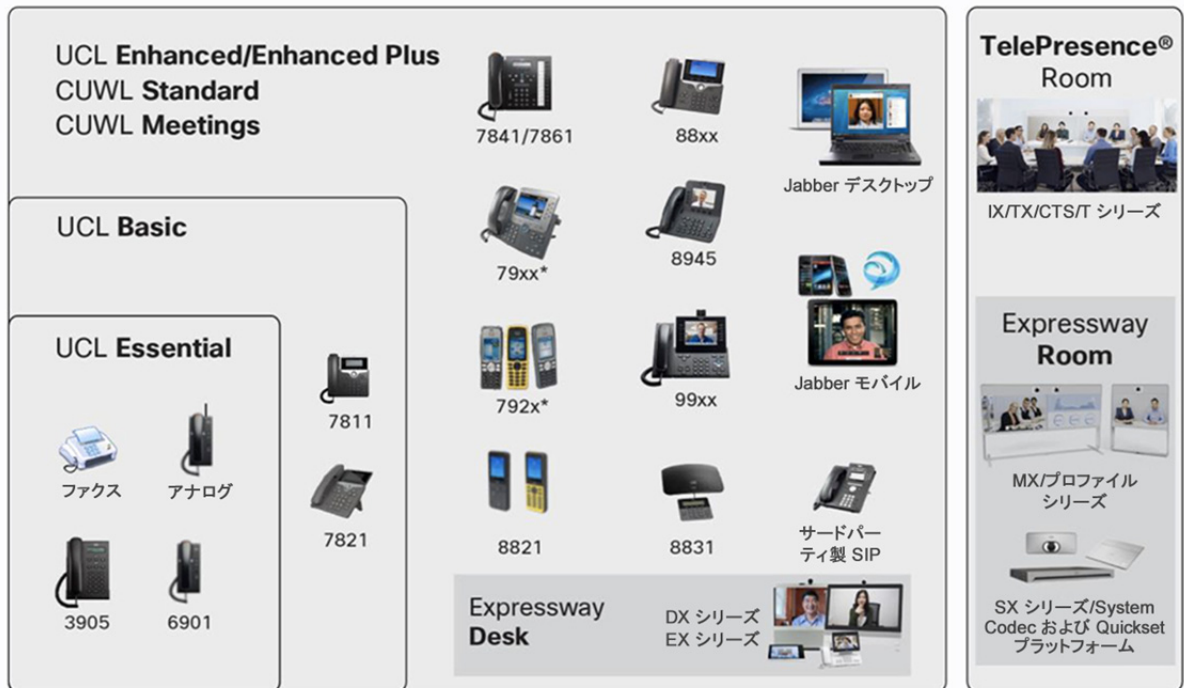 UCL Enhanced/Enhanced Plus
CUWL Standard
CUWL Meetings
7841/7861
88xx
Jabber デスクトップ
UCL Basic
79xx*
8945
UCL Essential
7811
792x*
99xx
Jabber モバイル
ファクス
アナログ
7821
8821
8831
サードパー
ティ製 SIP
3905
6901
Expressway
Desk
DX シリーズ
EX シリーズ
TelePresence®
Room
IX/TX/CTS/T シリーズ
Expressway
Room
MX/プロファイル
シリーズ
SX シリーズ/System
Codec および Quickset
プラットフォーム